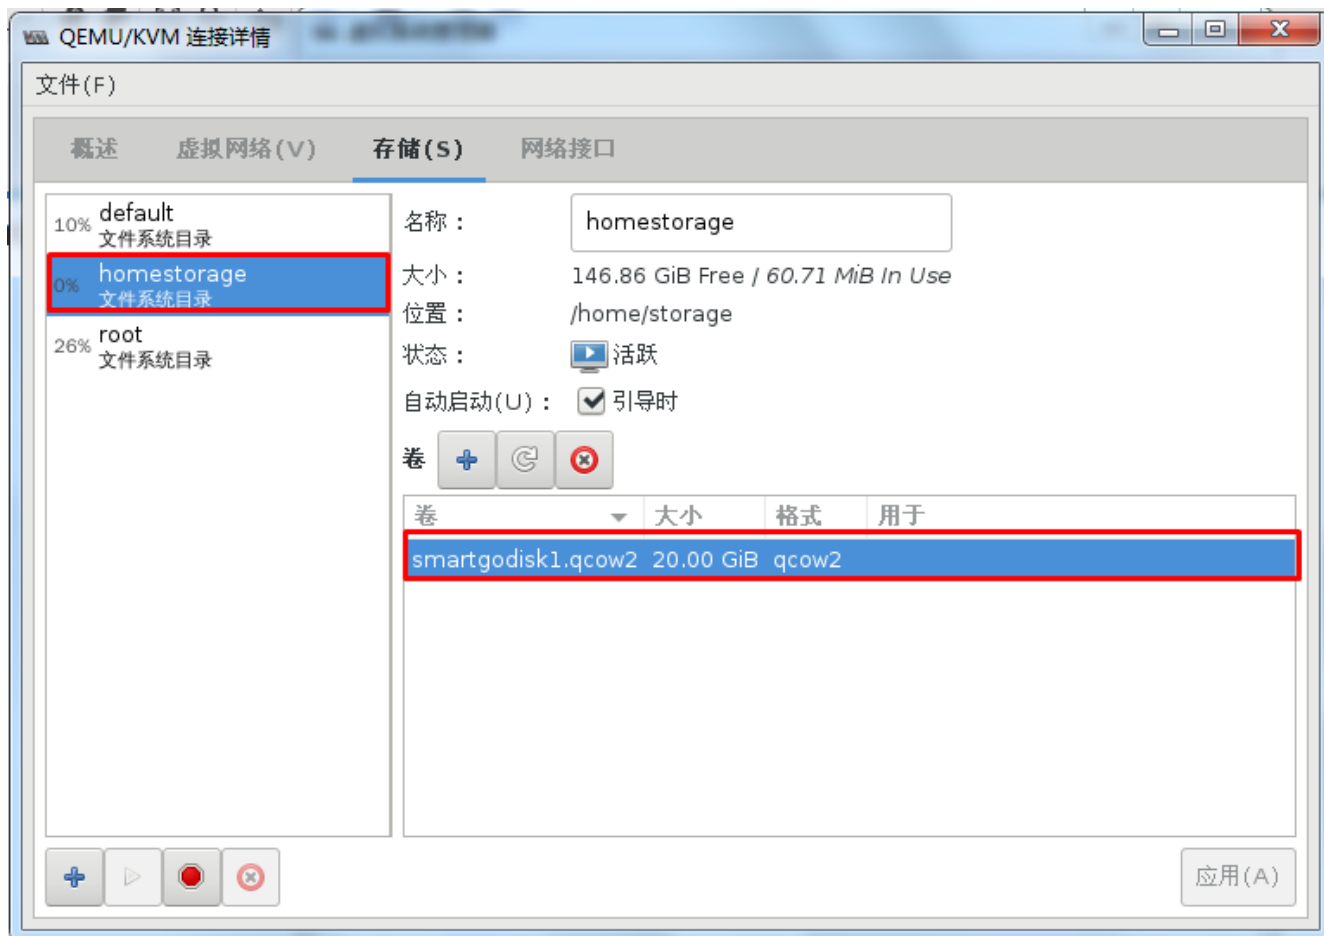 QEMU/KVM 连接详情
文件(F)
概述 虚拟网络(V) 存储(S) 网络接口
10% default
文件系统目录
0% homestorage
文件系统目录
26% root
文件系统目录
名称： homestorage
大小： 146.86 GiB Free / 60.71 MiB In Use
位置： /home/storage
状态： 活跃
自动启动(U)： 引导时
卷
卷 大小 格式 用于
smartgodisk1.qcow2 20.00 GiB qcow2
应用(A)